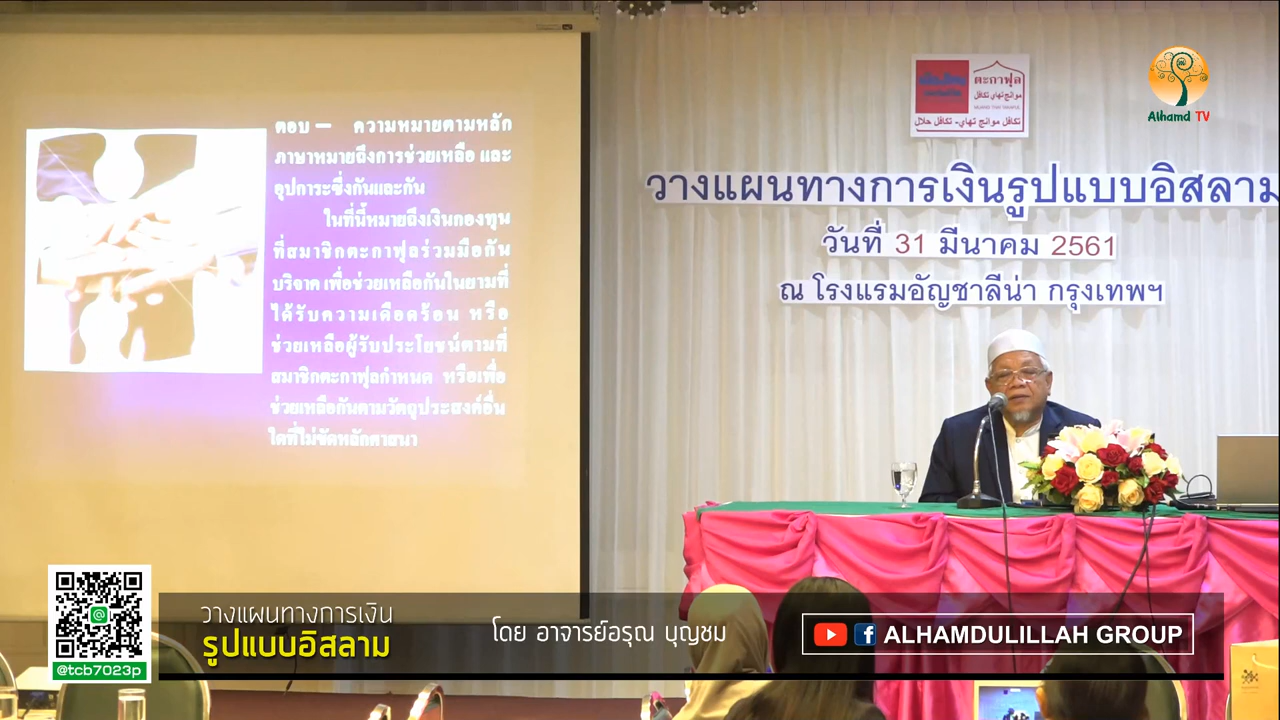 ตอบ – ความหมายตามหลัก
ภาษาหมายถึงการช่วยเหลือ และ
อุปการะซึ่งกันและกัน
ในที่นี้หมายถึงเงินกองทุน
ที่สมาชิกตะกาฟุลร่วมมือกัน
บริจาค เพื่อช่วยเหลือกันในยามที่
ได้รับความเดือดร้อน หรือ
ช่วยเหลือผู้รับประโยชน์ตามที่
สมาชิกตะกาฟุลกำหนด หรือเพื่อ
ช่วยเหลือกันตามวัตถุประสงค์อื่น
ใดที่ไม่ขัดหลักศาสนา
ตะกาฟุล
Alhamd TV
วางแผนทางการเงินรูปแบบอิสลาม
วันที่ 31 มีนาคม 2561
ณ โรงแรมอัญชาลีน่า กรุงเทพฯ
@tcb7023p
วางแผนทางการเงิน
รูปแบบอิสลาม
โดย อาจารย์อรุณ บุญชม
ALHAMDULILLAH GROUP